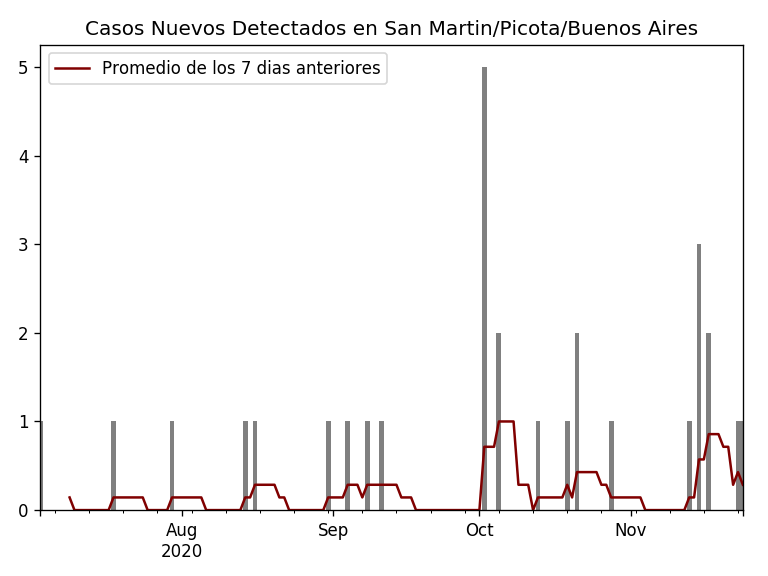 Casos Nuevos Detectados en San Martin/Picota/Buenos Aires
Promedio de los 7 dias anteriores
5
4
3
2
1
0
Aug
2020
Sep
Oct
Nov